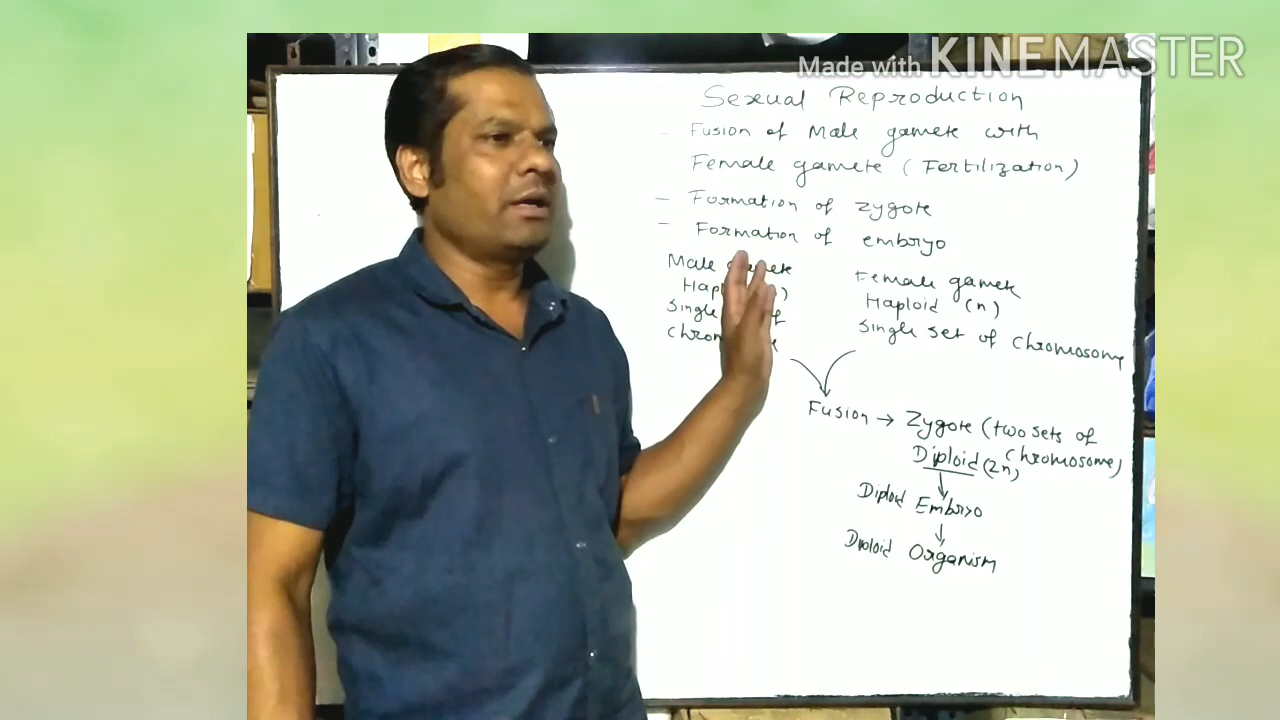 Made with KINEMASTER
Sexual Reproduction
- Fusion of Male gamete with
Female gamete (Fertilization)
- Formation of zygote
- Formation of embryo
Male gamete
Female gamete
Haploid (n)
Single set of chromosome
Fusion → Zygote (two sets of
chromosome)
Diploid (2n)
Diploid Embryo
Diploid Organism